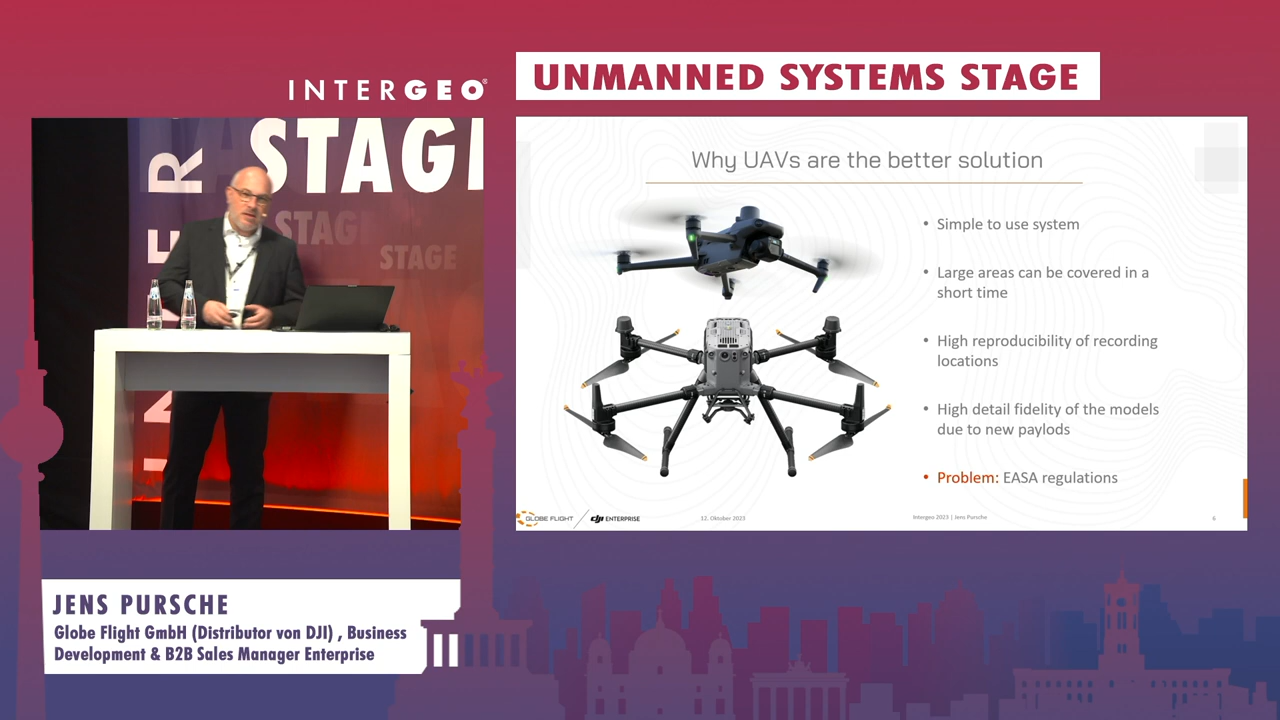 INTERGEO®
UNMANNED SYSTEMS STAGE
STAGE
STAGE
STAGE
Why UAVs are the better solution
• Simple to use system
• Large areas can be covered in a
short time
• High reproducibility of recording
locations
• High detail fidelity of the models
due to new paylods
• Problem: EASA regulations
GLOBE FLIGHT
dji ENTERPRISE
12. Oktober 2023
Intergeo 2023 | Jens Pursche
6
JENS PURSCHE
Globe Flight GmbH (Distributor von DJI) , Business
Development & B2B Sales Manager Enterprise